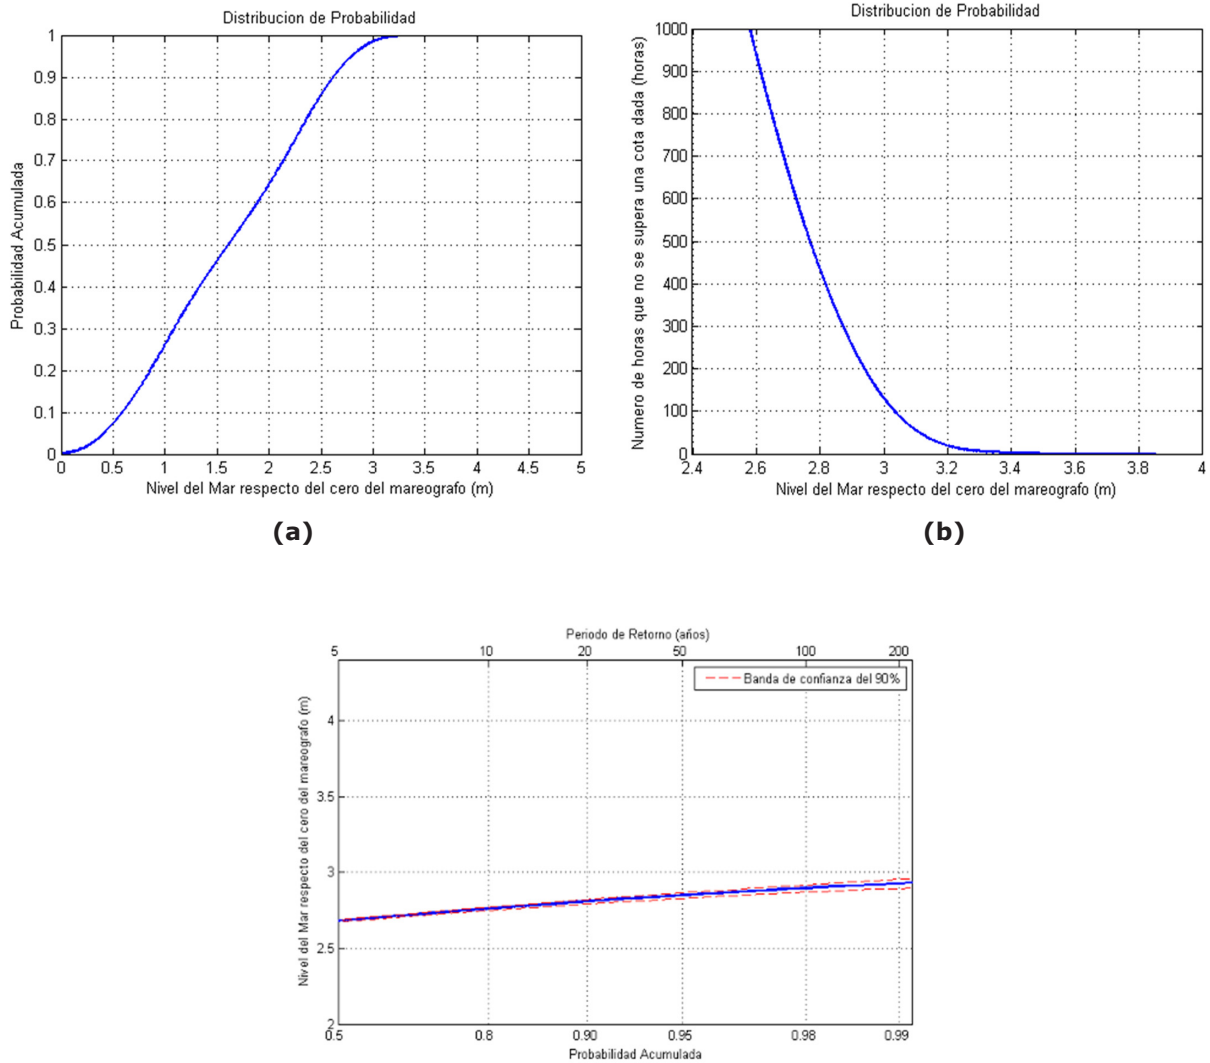 Distribucion de Probabilidad
Probabilidad Acumulada
1
0.9
0.8
0.7
0.6
0.5
0.4
0.3
0.2
0.1
0
0 0.5 1 1.5 2 2.5 3 3.5 4 4.5 5
Nivel del Mar respecto del cero del mareografo (m)
(a)
Distribucion de Probabilidad
Numero de horas que no se supera una cota dada (horas)
1000
900
800
700
600
500
400
300
200
100
0
2.4 2.6 2.8 3 3.2 3.4 3.6 3.8 4
Nivel del Mar respecto del cero del mareografo (m)
(b)
Periodo de Retorno (años)
5 10 20 50 100 200
Banda de confianza del 90%
Nivel del Mar respecto del cero del mareografo (m)
4
3.5
3
2.5
2
0.5 0.8 0.90 0.95 0.98 0.99
Probabilidad Acumulada